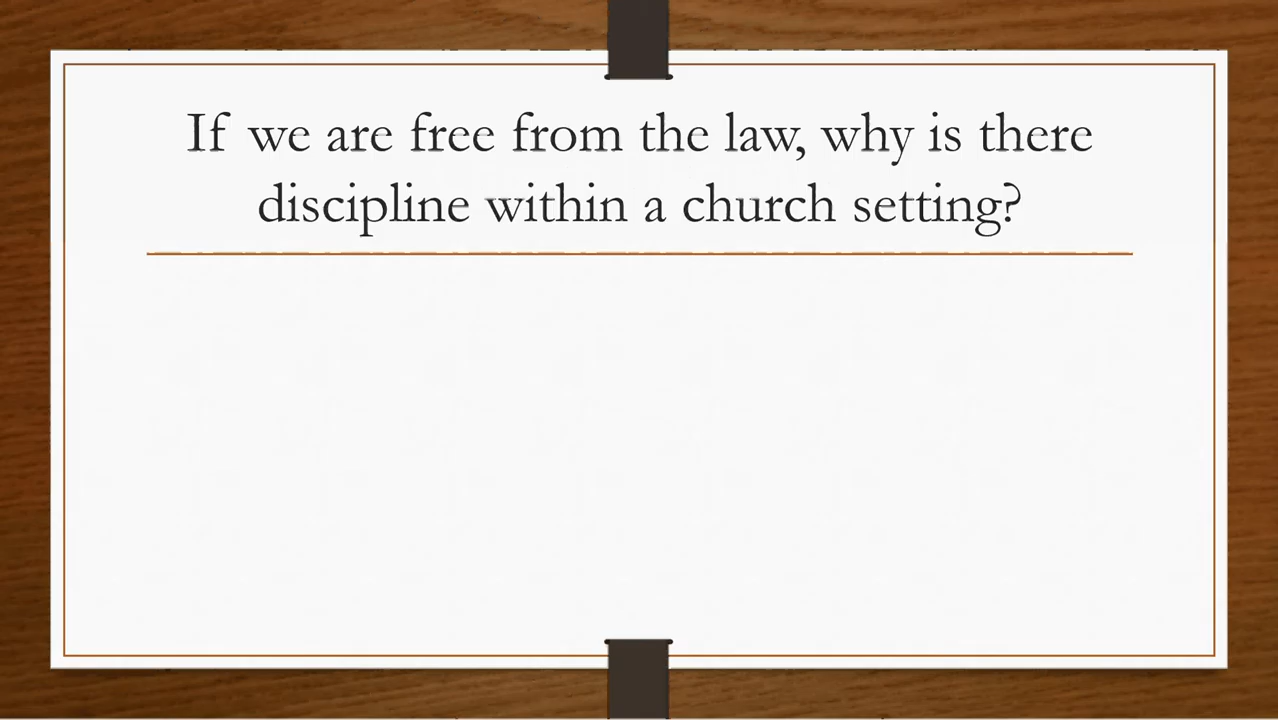 If we are free from the law, why is there
discipline within a church setting?